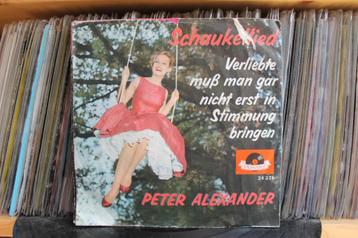 Schaukellied
Verliebte
muß man gar
nicht erst in
Stimmung
bringen
PETER ALEXANDER